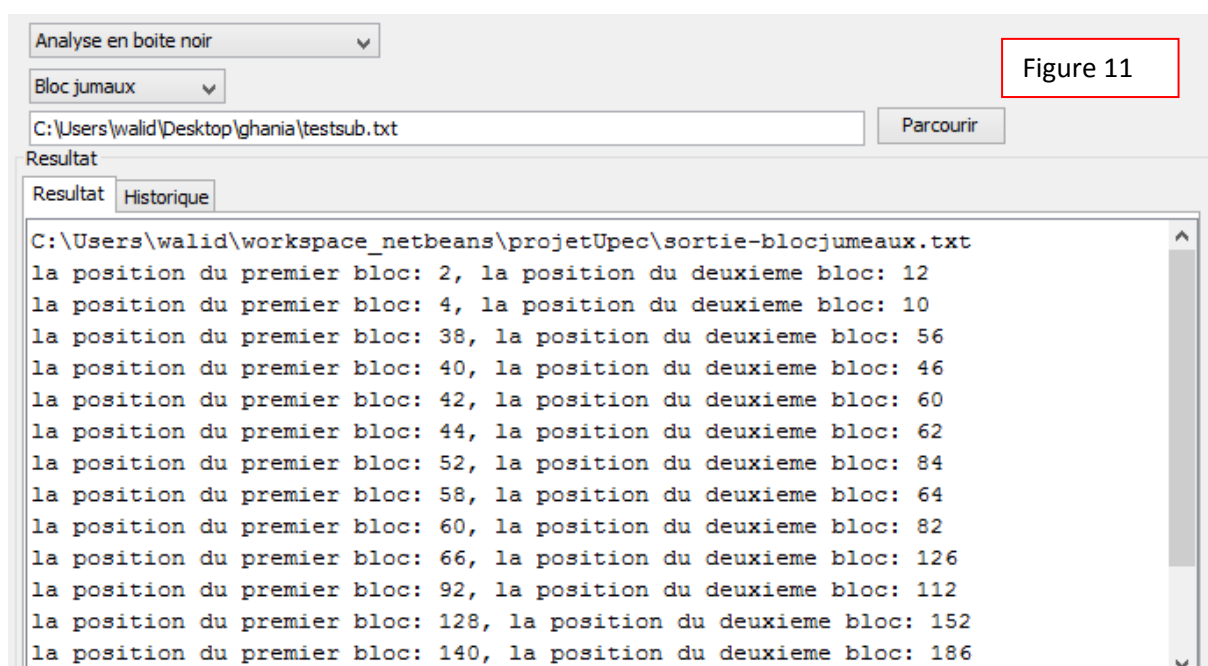 Analyse en boite noir
Figure 11
Bloc jumaux
C:\Users\walid\Desktop\ghania\testsub.txt
Parcourir
Resultat
Resultat Historique
C:\Users\walid\workspace_netbeans\projetUpec\sortie-blocjumeaux.txt
la position du premier bloc: 2, la position du deuxieme bloc: 12
la position du premier bloc: 4, la position du deuxieme bloc: 10
la position du premier bloc: 38, la position du deuxieme bloc: 56
la position du premier bloc: 40, la position du deuxieme bloc: 46
la position du premier bloc: 42, la position du deuxieme bloc: 60
la position du premier bloc: 44, la position du deuxieme bloc: 62
la position du premier bloc: 52, la position du deuxieme bloc: 84
la position du premier bloc: 58, la position du deuxieme bloc: 64
la position du premier bloc: 60, la position du deuxieme bloc: 82
la position du premier bloc: 66, la position du deuxieme bloc: 126
la position du premier bloc: 92, la position du deuxieme bloc: 112
la position du premier bloc: 128, la position du deuxieme bloc: 152
la position du premier bloc: 140, la position du deuxieme bloc: 186